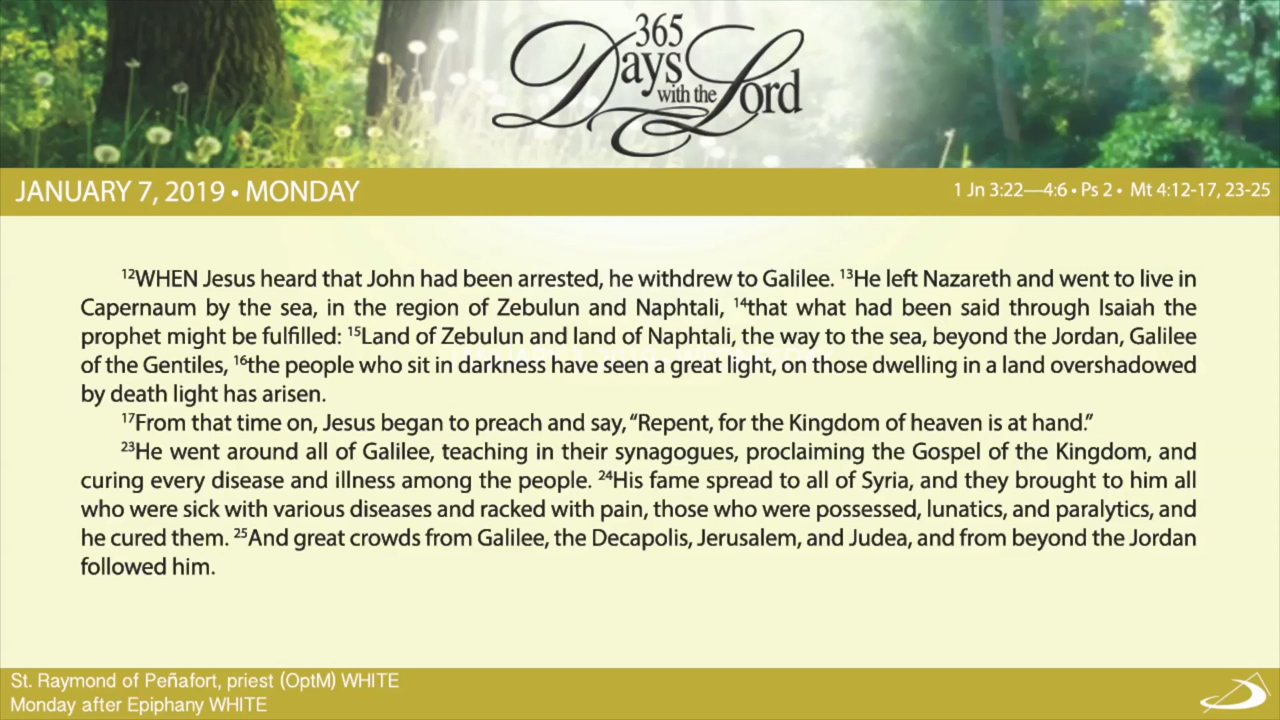 365
Days
with the
Lord
JANUARY 7, 2019 • MONDAY
1 Jn 3:22—4:6 • Ps 2 • Mt 4:12-17, 23-25
¹²WHEN Jesus heard that John had been arrested, he withdrew to Galilee. ¹³He left Nazareth and went to live in
Capernaum by the sea, in the region of Zebulun and Naphtali, ¹⁴that what had been said through Isaiah the
prophet might be fulfilled: ¹⁵Land of Zebulun and land of Naphtali, the way to the sea, beyond the Jordan, Galilee
of the Gentiles, ¹⁶the people who sit in darkness have seen a great light, on those dwelling in a land overshadowed
by death light has arisen.
¹⁷From that time on, Jesus began to preach and say, “Repent, for the Kingdom of heaven is at hand.”
²³He went around all of Galilee, teaching in their synagogues, proclaiming the Gospel of the Kingdom, and
curing every disease and illness among the people. ²⁴His fame spread to all of Syria, and they brought to him all
who were sick with various diseases and racked with pain, those who were possessed, lunatics, and paralytics, and
he cured them. ²⁵And great crowds from Galilee, the Decapolis, Jerusalem, and Judea, and from beyond the Jordan
followed him.
St. Raymond of Peñafort, priest (OptM) WHITE
Monday after Epiphany WHITE